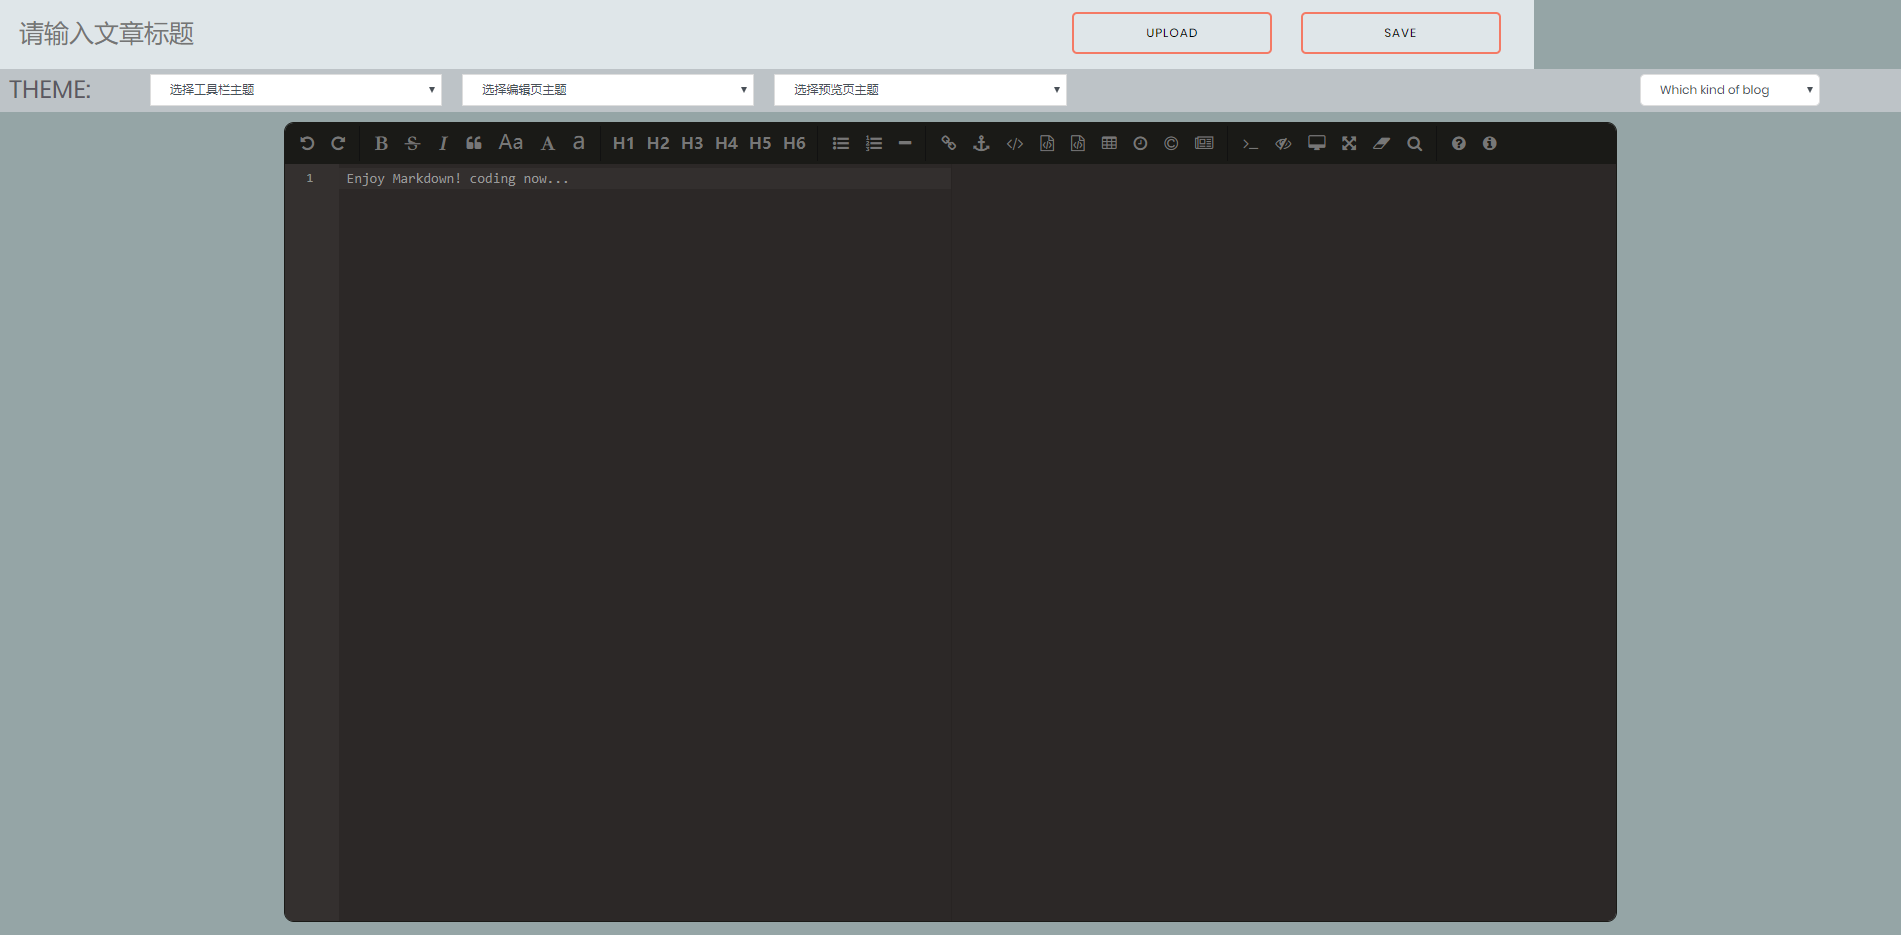 请输入文章标题 UPLOAD SAVE
THEME: 选择工具栏主题 选择编辑页主题 选择预览页主题 Which kind of blog
B S I Aa A a H1 H2 H3 H4 H5 H6
1 Enjoy Markdown! coding now...